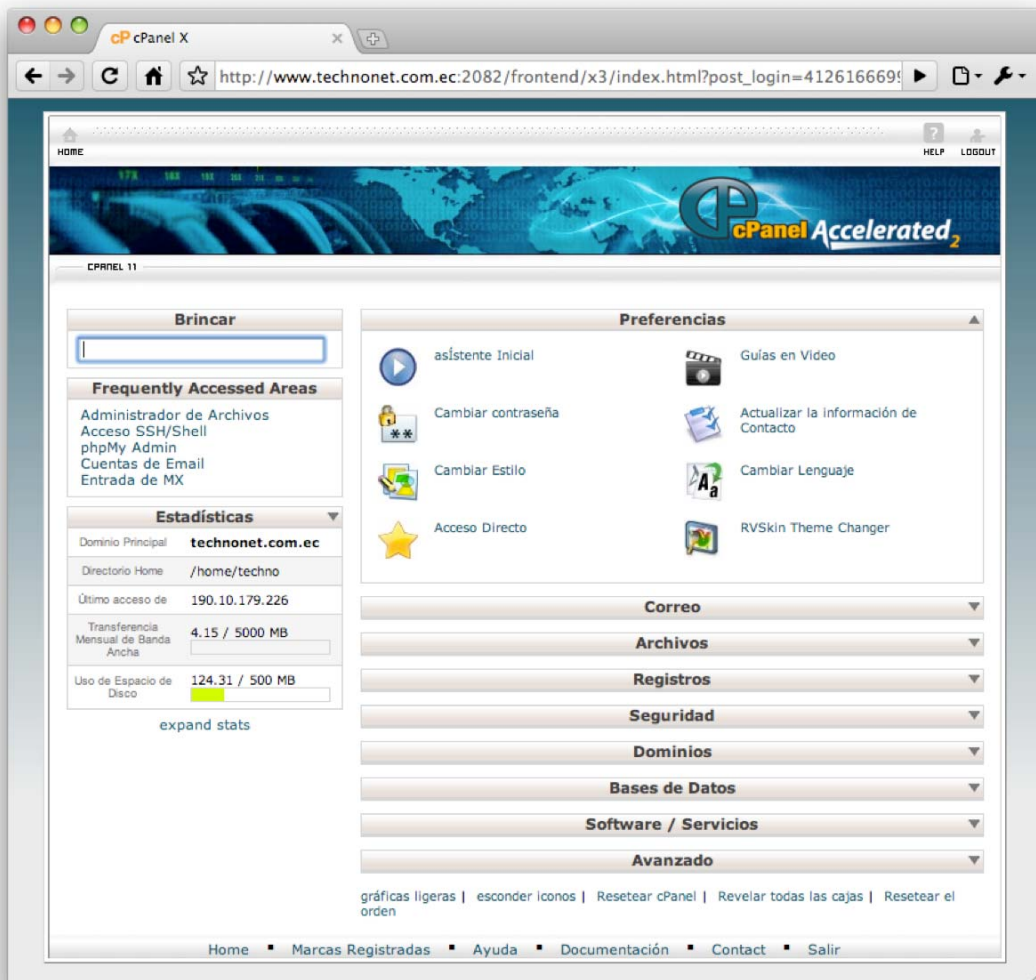 cP cPanel X
http://www.technonet.com.ec:2082/frontend/x3/index.html?post_login=4126166699
HOME
HELP LOGOUT
cPanel Accelerated2
CPANEL 11
Brincar
Frequently Accessed Areas
Administrador de Archivos
Acceso SSH/Shell
phpMy Admin
Cuentas de Email
Entrada de MX
Estadísticas
Dominio Principal technonet.com.ec
Directorio Home /home/techno
Último acceso de 190.10.179.226
Transferencia
Mensual de Banda
Ancha
4.15 / 5000 MB
Uso de Espacio de
Disco
124.31 / 500 MB
expand stats
Preferencias
asÍstente Inicial
Guías en Video
Cambiar contraseña
Actualizar la información de
Contacto
Cambiar Estilo
Cambiar Lenguaje
Acceso Directo
RVSkin Theme Changer
Correo
Archivos
Registros
Seguridad
Dominios
Bases de Datos
Software / Servicios
Avanzado
gráficas ligeras | esconder iconos | Resetear cPanel | Revelar todas las cajas | Resetear el
orden
Home ▪ Marcas Registradas ▪ Ayuda ▪ Documentación ▪ Contact ▪ Salir